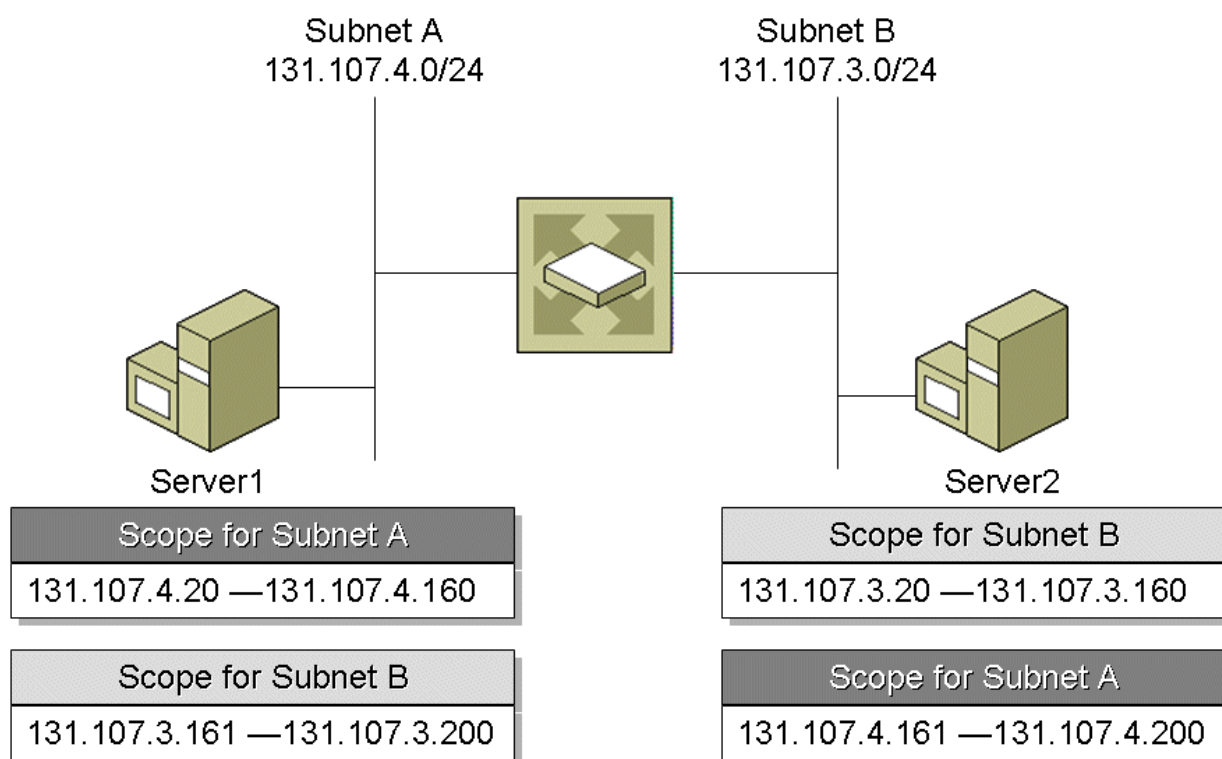 Subnet A
131.107.4.0/24
Subnet B
131.107.3.0/24
Server1
Scope for Subnet A
131.107.4.20 —131.107.4.160
Scope for Subnet B
131.107.3.161 —131.107.3.200
Server2
Scope for Subnet B
131.107.3.20 —131.107.3.160
Scope for Subnet A
131.107.4.161 —131.107.4.200